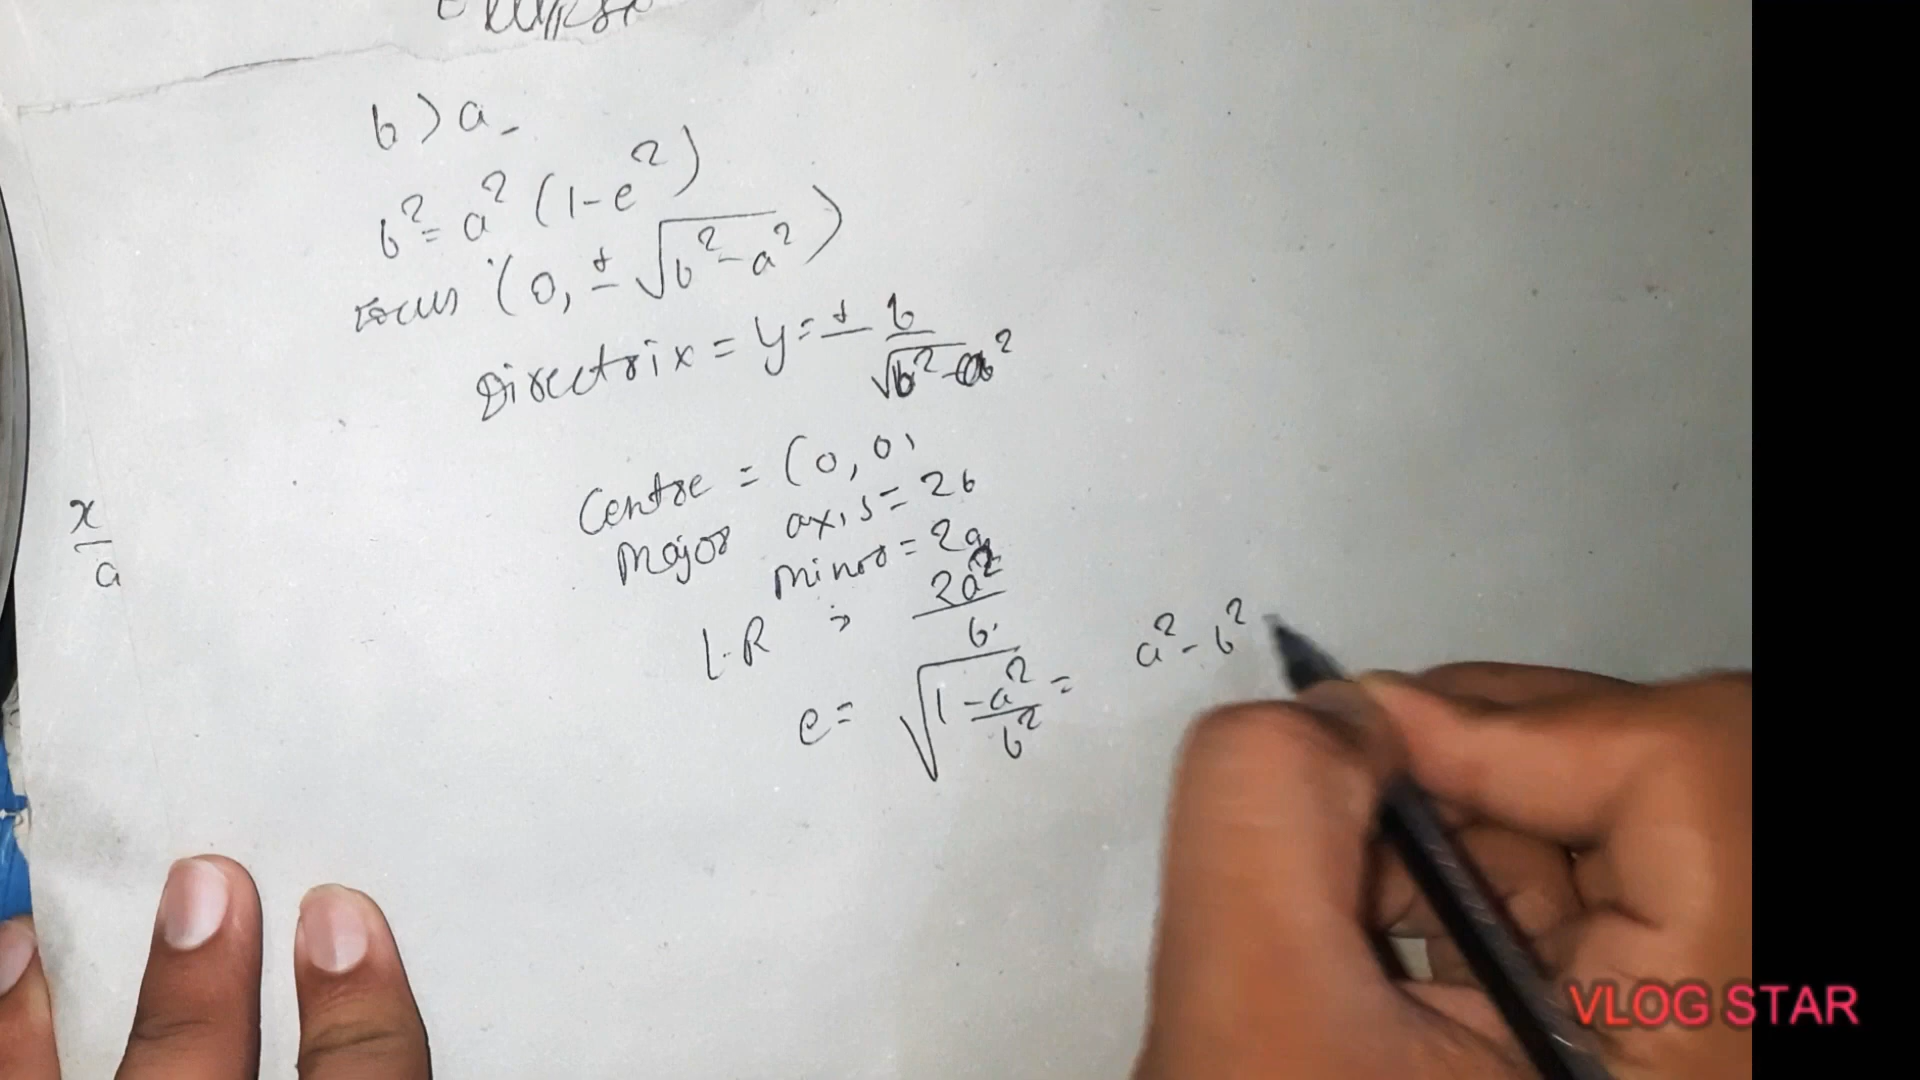 Ellipse
b > a
b² = a² (1-e²)
Focus (0, ± √b²-a²)
Directrix = y = ± b/√b²-a²
Centre = (0,0)
Major axis = 2b
minor = 2a
L.R = 2a²/b
e = √1-a²/b² = a²-b²
x/a
VLOG STAR